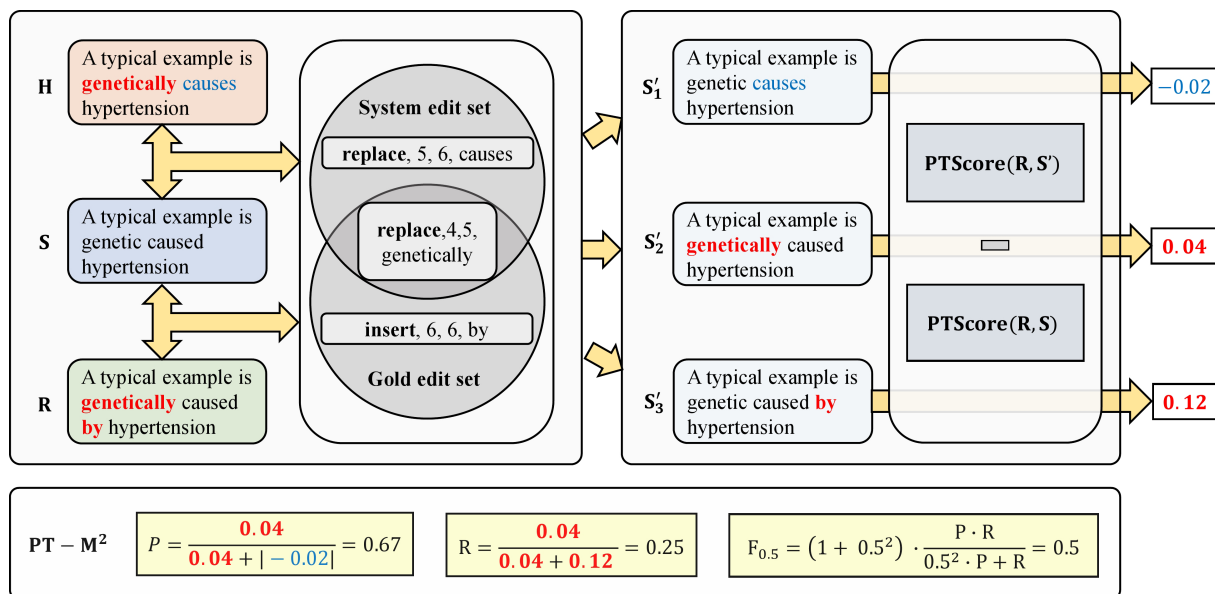 H
A typical example is
genetically causes
hypertension
S
A typical example is
genetic caused
hypertension
R
A typical example is
genetically caused
by hypertension
System edit set
replace, 5, 6, causes
replace,4,5,
genetically
insert, 6, 6, by
Gold edit set
S′₁
A typical example is
genetic causes
hypertension
S′₂
A typical example is
genetically caused
hypertension
S′₃
A typical example is
genetic caused by
hypertension
PTScore(R, S′)
PTScore(R, S)
−0.02
0.04
0.12
PT − M²
P = 0.04 / 0.04 + | − 0.02| = 0.67
R = 0.04 / 0.04 + 0.12 = 0.25
F₀.₅ = (1 + 0.5²) · P · R / 0.5² · P + R = 0.5